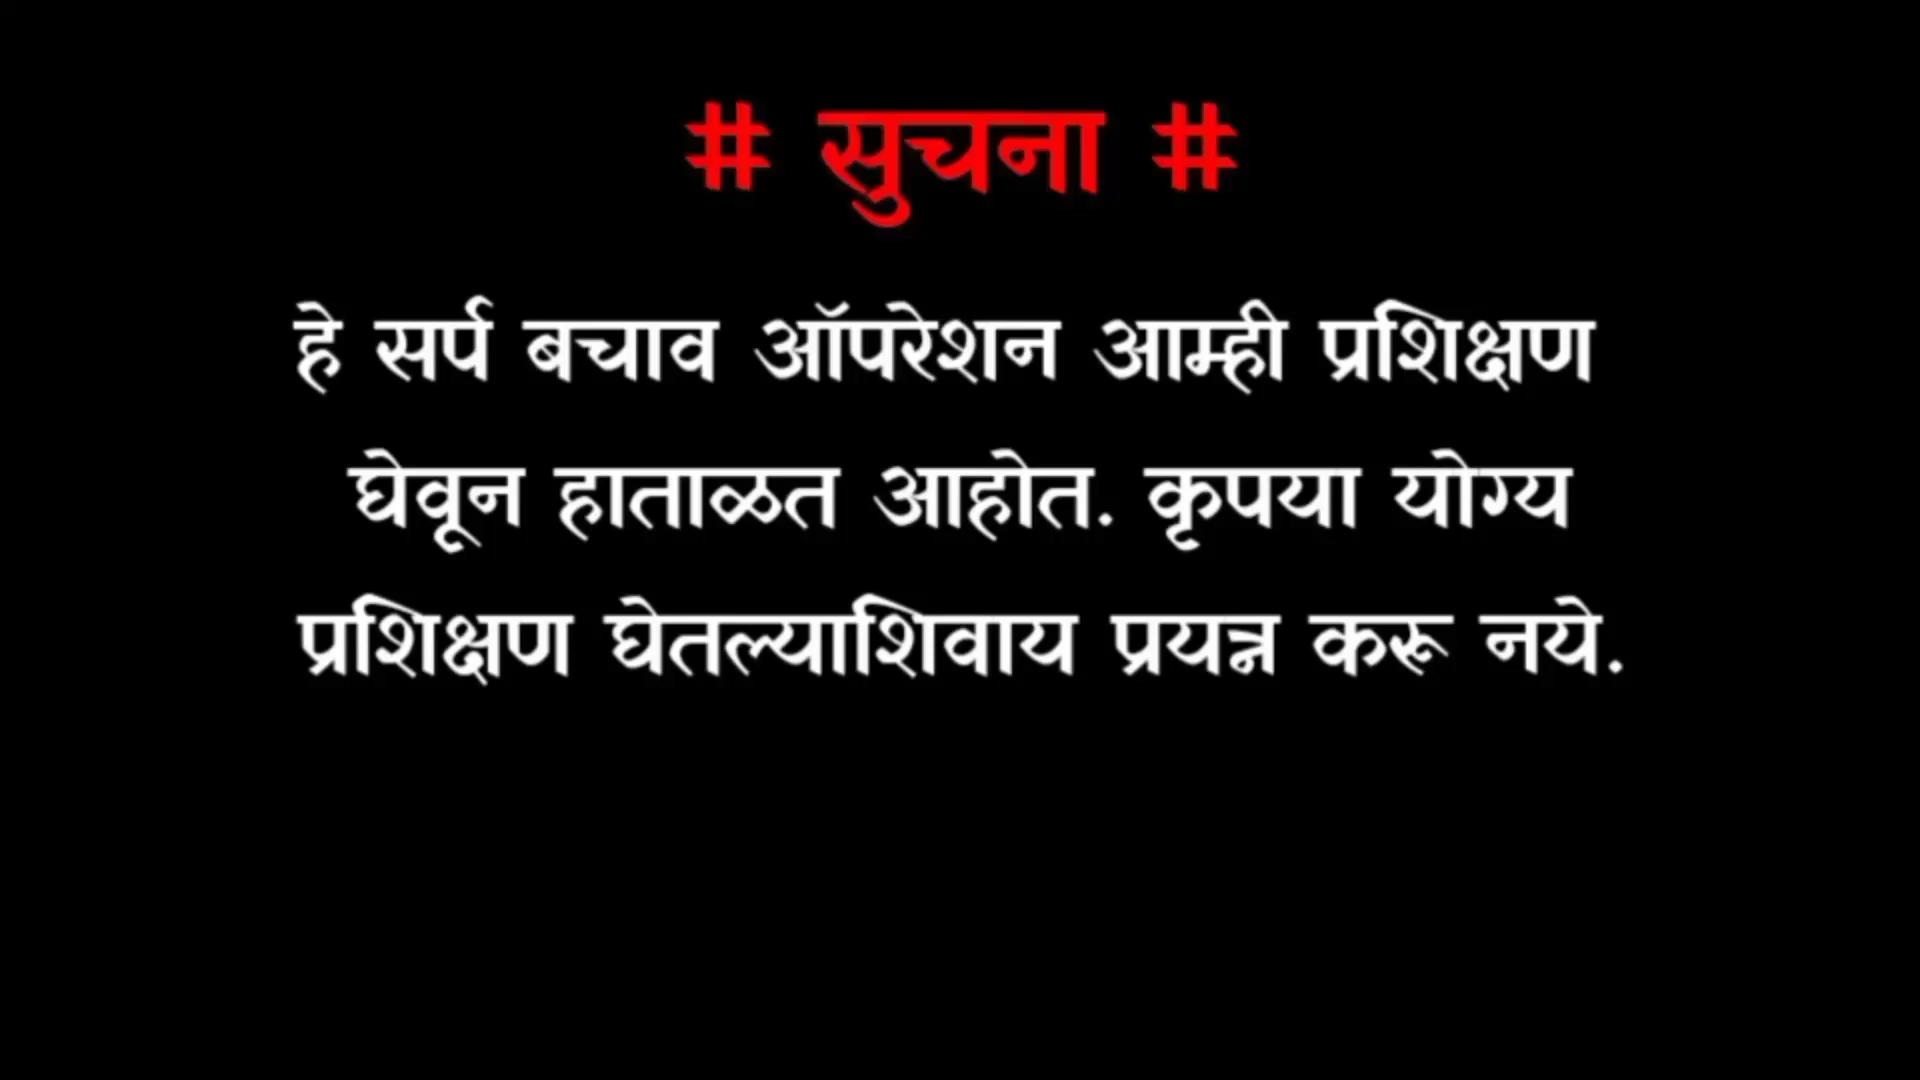 # सुचना #
हे सर्प बचाव ऑपरेशन आम्ही प्रशिक्षण
घेवून हाताळत आहोत. कृपया योग्य
प्रशिक्षण घेतल्याशिवाय प्रयत्न करू नये.